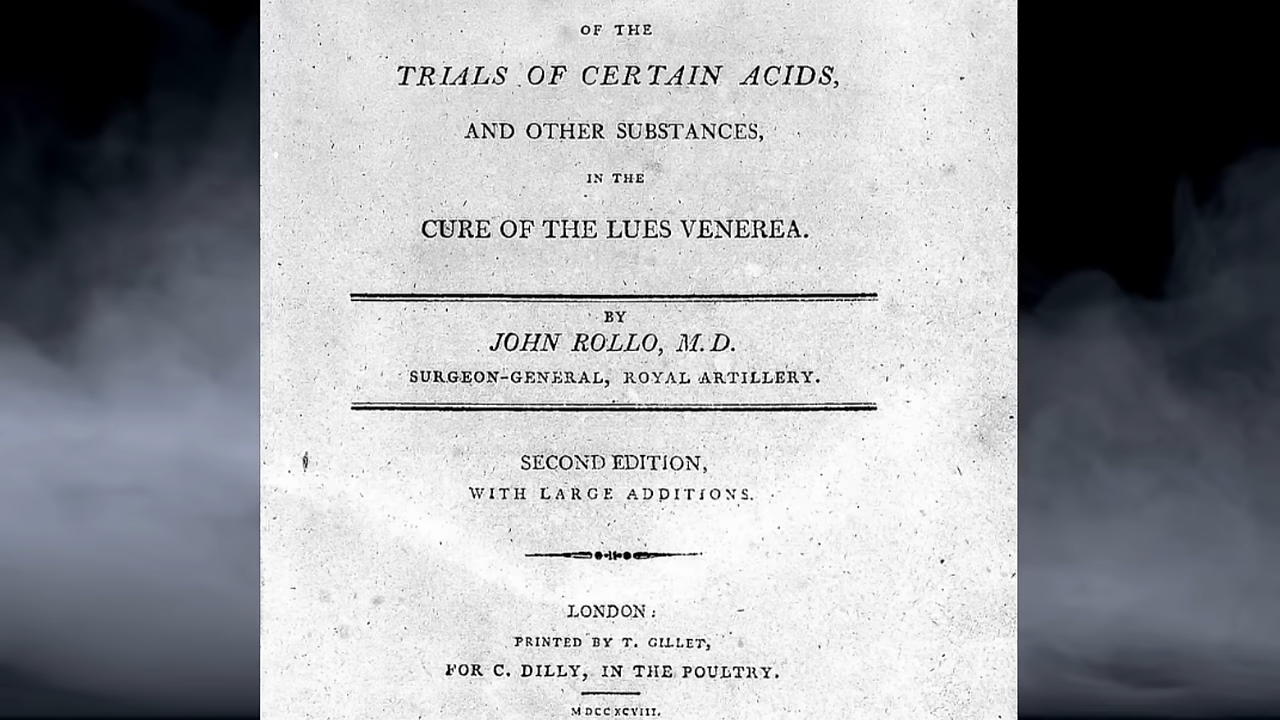 OF THE
TRIALS OF CERTAIN ACIDS,
AND OTHER SUBSTANCES,
IN THE
CURE OF THE LUES VENEREA.
BY
JOHN ROLLO, M.D.
SURGEON-GENERAL, ROYAL ARTILLERY.
SECOND EDITION,
WITH LARGE ADDITIONS.
LONDON:
PRINTED BY T. GILLET,
FOR C. DILLY, IN THE POULTRY.
MDCCXCVIII.